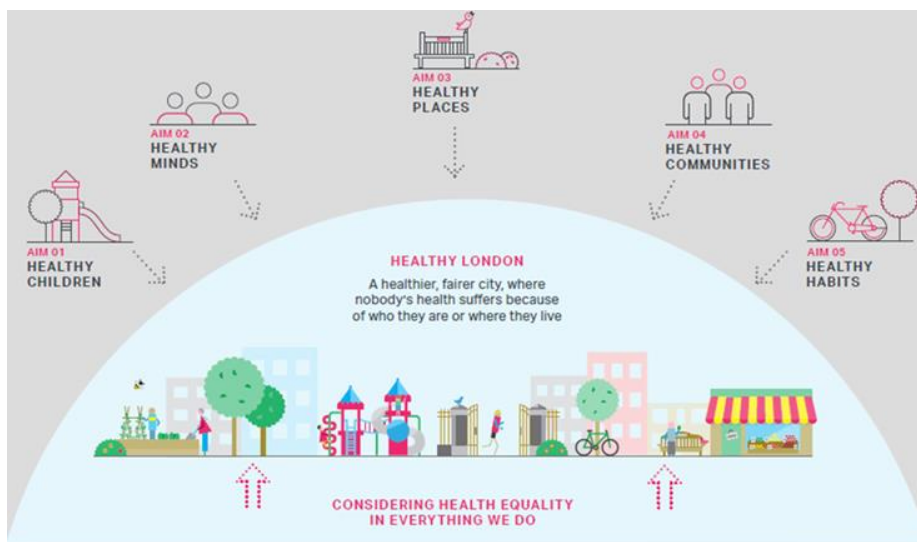 AIM 01
HEALTHY
CHILDREN
AIM 02
HEALTHY
MINDS
AIM 03
HEALTHY
PLACES
AIM 04
HEALTHY
COMMUNITIES
AIM 05
HEALTHY
HABITS
HEALTHY LONDON
A healthier, fairer city, where
nobody's health suffers because
of who they are or where they live
CONSIDERING HEALTH EQUALITY
IN EVERYTHING WE DO